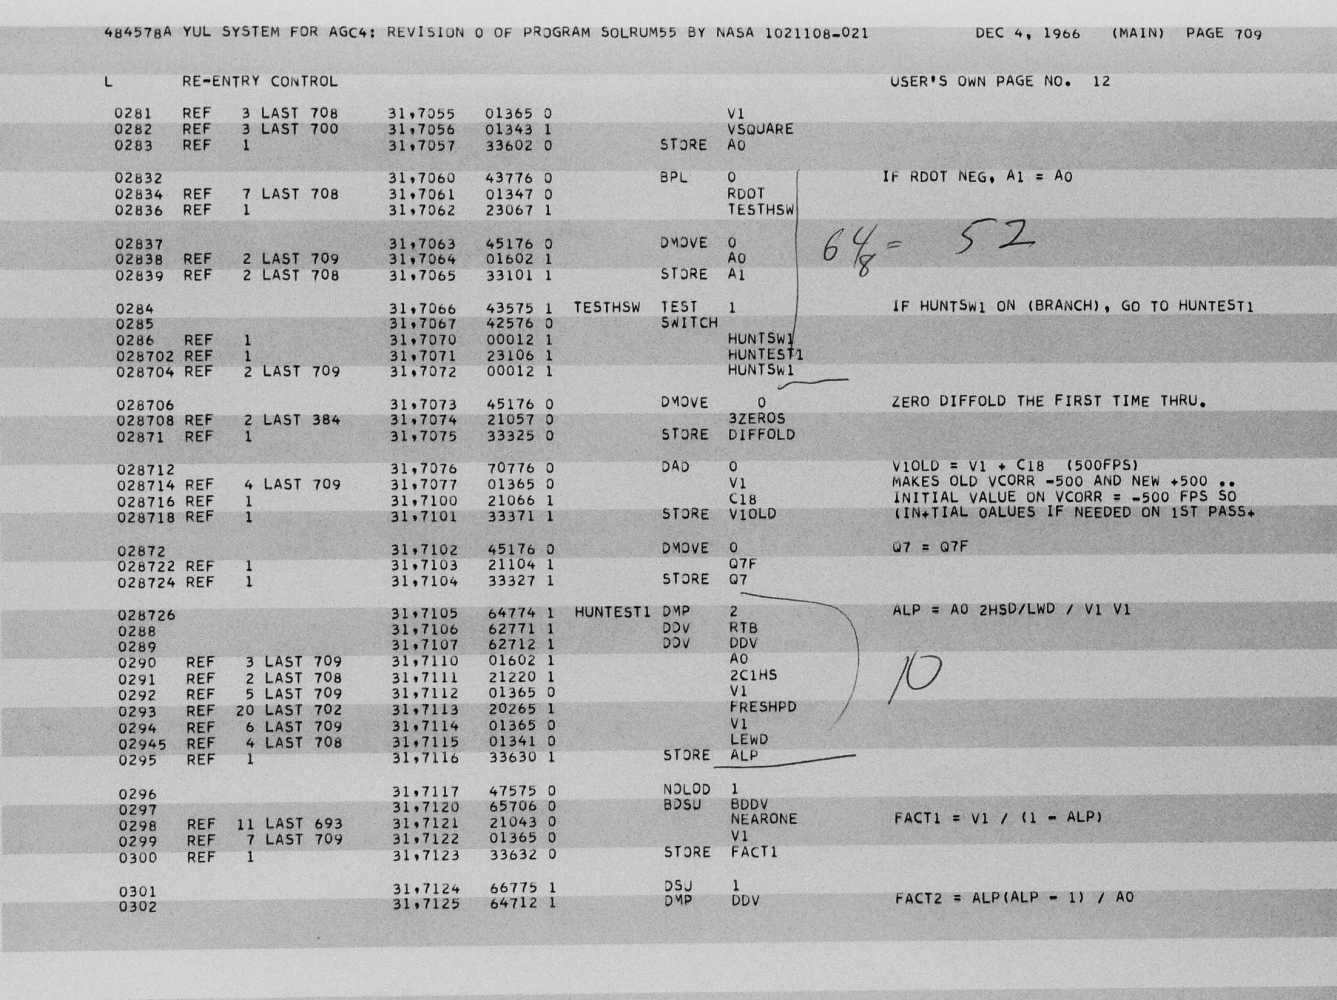 484578A YUL SYSTEM FOR AGC4: REVISION 0 OF PROGRAM SOLRUM55 BY NASA 1021108-021 DEC 4, 1966 (MAIN) PAGE 709
L RE-ENTRY CONTROL USER'S OWN PAGE NO. 12
0281 REF 3 LAST 708 31,7055 01365 0 V1
0282 REF 3 LAST 700 31,7056 01343 1 VSQUARE
0283 REF 1 31,7057 33602 0 STORE A0
02832 31,7060 43776 0 BPL 0 IF RDOT NEG, A1 = A0
02834 REF 7 LAST 708 31,7061 01347 0 RDOT
02836 REF 1 31,7062 23067 1 TESTHSW
02837 31,7063 45176 0 DMOVE 0
64/8 = 52
02838 REF 2 LAST 709 31,7064 01602 1 A0
02839 REF 2 LAST 708 31,7065 33101 1 STORE A1
0284 31,7066 43575 1 TESTHSW TEST 1 IF HUNTSW1 ON (BRANCH), GO TO HUNTEST1
0285 31,7067 42576 0 SWITCH
0286 REF 1 31,7070 00012 1 HUNTSW1
028702 REF 1 31,7071 23106 1 HUNTEST1
028704 REF 2 LAST 709 31,7072 00012 1 HUNTSW1
028706 31,7073 45176 0 DMOVE 0 ZERO DIFFOLD THE FIRST TIME THRU.
028708 REF 2 LAST 384 31,7074 21057 0 3ZEROS
02871 REF 1 31,7075 33325 0 STORE DIFFOLD
028712 31,7076 70776 0 DAD 0 V1OLD = V1 + C18 (500FPS)
028714 REF 4 LAST 709 31,7077 01365 0 V1 MAKES OLD VCORR -500 AND NEW +500 ..
028716 REF 1 31,7100 21066 1 C18 INITIAL VALUE ON VCORR = -500 FPS SO
028718 REF 1 31,7101 33371 1 STORE V1OLD (IN+TIAL OALUES IF NEEDED ON 1ST PASS+
02872 31,7102 45176 0 DMOVE 0 Q7 = Q7F
028722 REF 1 31,7103 21104 1 Q7F
028724 REF 1 31,7104 33327 1 STORE Q7
028726 31,7105 64774 1 HUNTEST1 DMP 2 ALP = A0 2HSD/LWD / V1 V1
0288 31,7106 62771 1 DDV RTB
0289 31,7107 62712 1 DDV DDV
0290 REF 3 LAST 709 31,7110 01602 1 A0
0291 REF 2 LAST 708 31,7111 21220 1 2C1HS
10
0292 REF 5 LAST 709 31,7112 01365 0 V1
0293 REF 20 LAST 702 31,7113 20265 1 FRESHPD
0294 REF 6 LAST 709 31,7114 01365 0 V1
02945 REF 4 LAST 708 31,7115 01341 0 LEWD
0295 REF 1 31,7116 33630 1 STORE ALP
0296 31,7117 47575 0 NOLOD 1
0297 31,7120 65706 0 BDSU BDDV
0298 REF 11 LAST 693 31,7121 21043 0 NEARONE FACT1 = V1 / (1 - ALP)
0299 REF 7 LAST 709 31,7122 01365 0 V1
0300 REF 1 31,7123 33632 0 STORE FACT1
0301 31,7124 66775 1 DSU 1
0302 31,7125 64712 1 DMP DDV FACT2 = ALP(ALP - 1) / A0